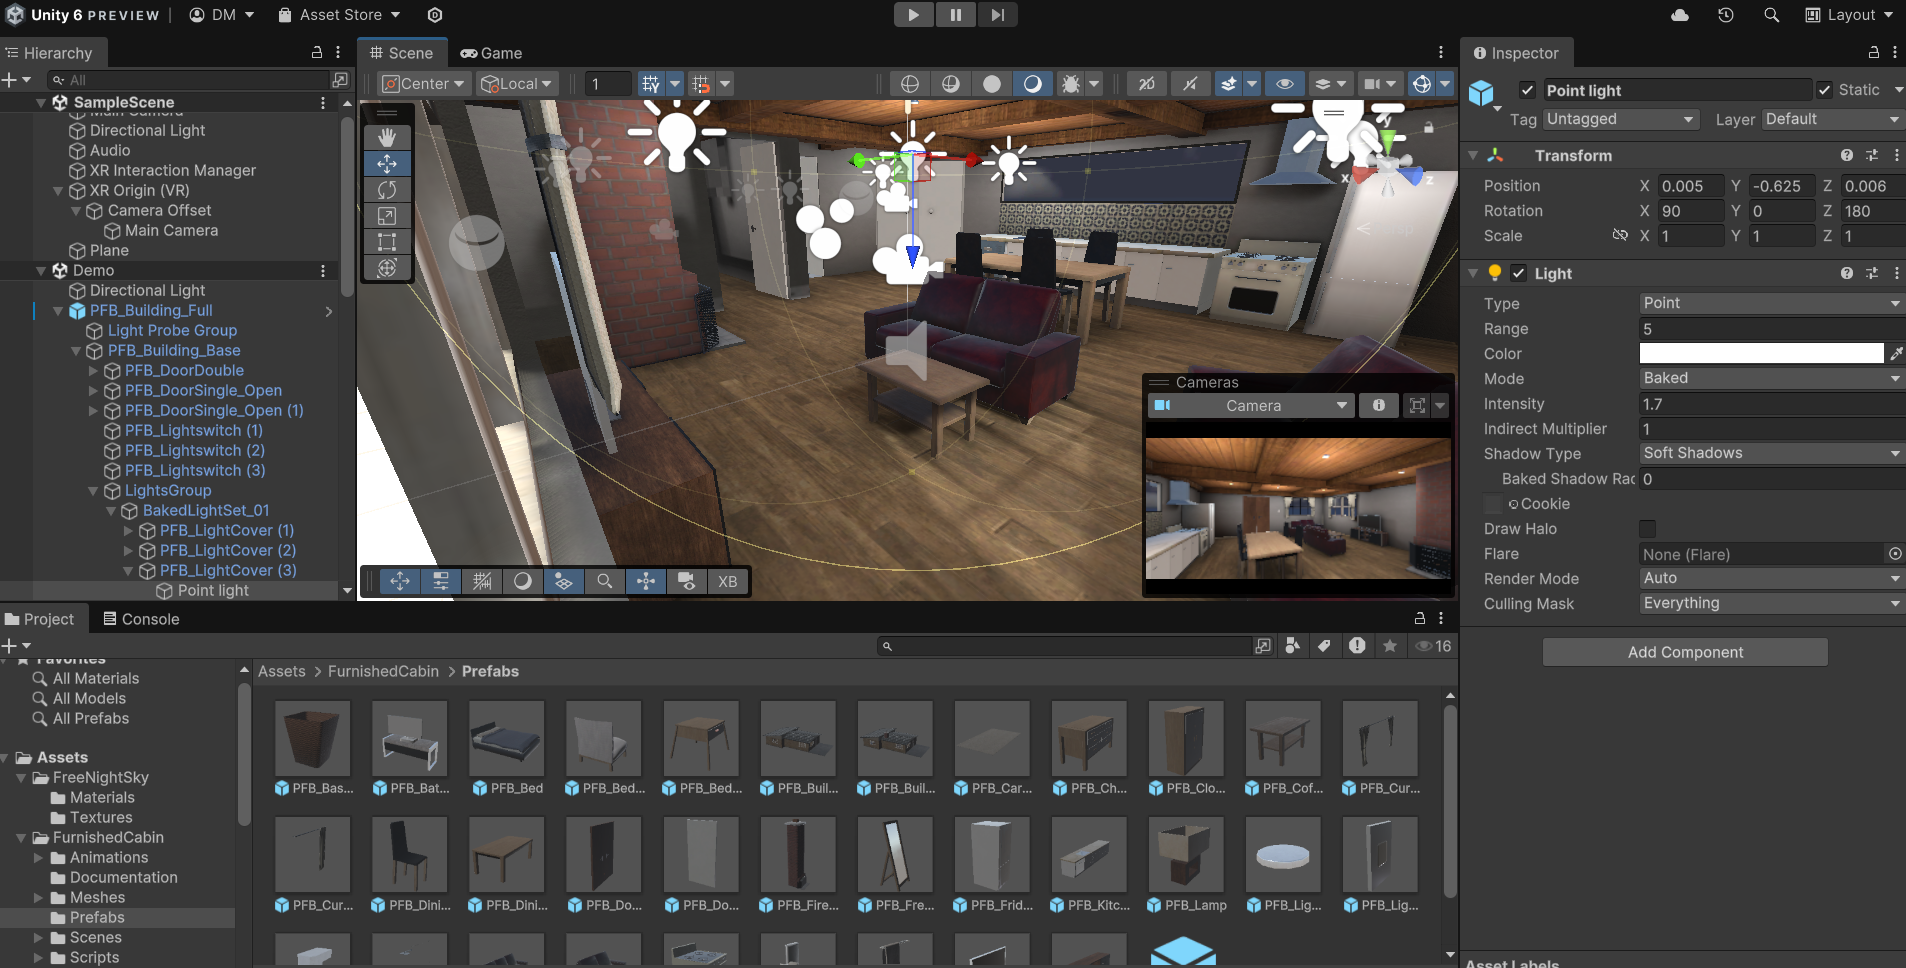 Unity 6 PREVIEW
DM
Asset Store
Layout
Hierarchy
All
SampleScene
Main Camera
Directional Light
Audio
XR Interaction Manager
XR Origin (VR)
Camera Offset
Main Camera
Plane
Demo
Directional Light
PFB_Building_Full
Light Probe Group
PFB_Building_Base
PFB_DoorDouble
PFB_DoorSingle_Open
PFB_DoorSingle_Open (1)
PFB_Lightswitch (1)
PFB_Lightswitch (2)
PFB_Lightswitch (3)
LightsGroup
BakedLightSet_01
PFB_LightCover (1)
PFB_LightCover (2)
PFB_LightCover (3)
Point light
Scene
Game
Center
Local
1
2D
y
x
z
Persp
Cameras
Camera
XB
Inspector
Point light
Static
Tag Untagged
Layer Default
Transform
Position X 0.005 Y -0.625 Z 0.006
Rotation X 90 Y 0 Z 180
Scale X 1 Y 1 Z 1
Light
Type Point
Range 5
Color
Mode Baked
Intensity 1.7
Indirect Multiplier 1
Shadow Type Soft Shadows
Baked Shadow Rac 0
Cookie
Draw Halo
Flare None (Flare)
Render Mode Auto
Culling Mask Everything
Add Component
Asset Labels
Project
Console
16
Favorites
All Materials
All Models
All Prefabs
Assets
FreeNightSky
Materials
Textures
FurnishedCabin
Animations
Documentation
Meshes
Prefabs
Scenes
Scripts
Assets > FurnishedCabin > Prefabs
PFB_Bas... PFB_Bat... PFB_Bed PFB_Bed... PFB_Bed... PFB_Buil... PFB_Buil... PFB_Car... PFB_Ch... PFB_Clo... PFB_Cof... PFB_Cur...
PFB_Cur... PFB_Dini... PFB_Dini... PFB_Do... PFB_Do... PFB_Fire... PFB_Fre... PFB_Frid... PFB_Kitc... PFB_Lamp PFB_Lig... PFB_Lig...